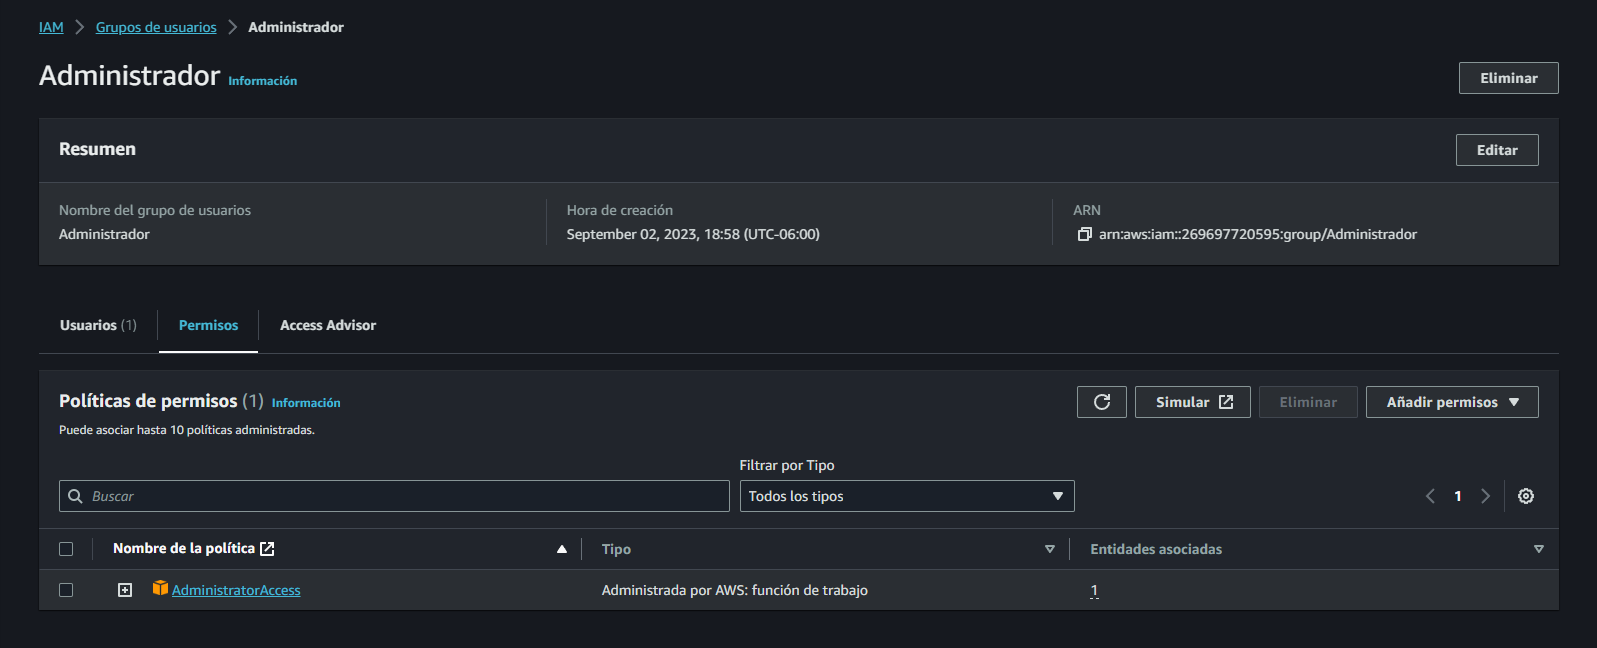 IAM > Grupos de usuarios > Administrador
Administrador Información
Eliminar
Resumen
Editar
Nombre del grupo de usuarios
Administrador
Hora de creación
September 02, 2023, 18:58 (UTC-06:00)
ARN
arn:aws:iam::269697720595:group/Administrador
Usuarios (1) Permisos Access Advisor
Políticas de permisos (1) Información
Puede asociar hasta 10 políticas administradas.
Simular Eliminar Añadir permisos
Filtrar por Tipo
Buscar Todos los tipos 1
Nombre de la política Tipo Entidades asociadas
AdministratorAccess Administrada por AWS: función de trabajo 1